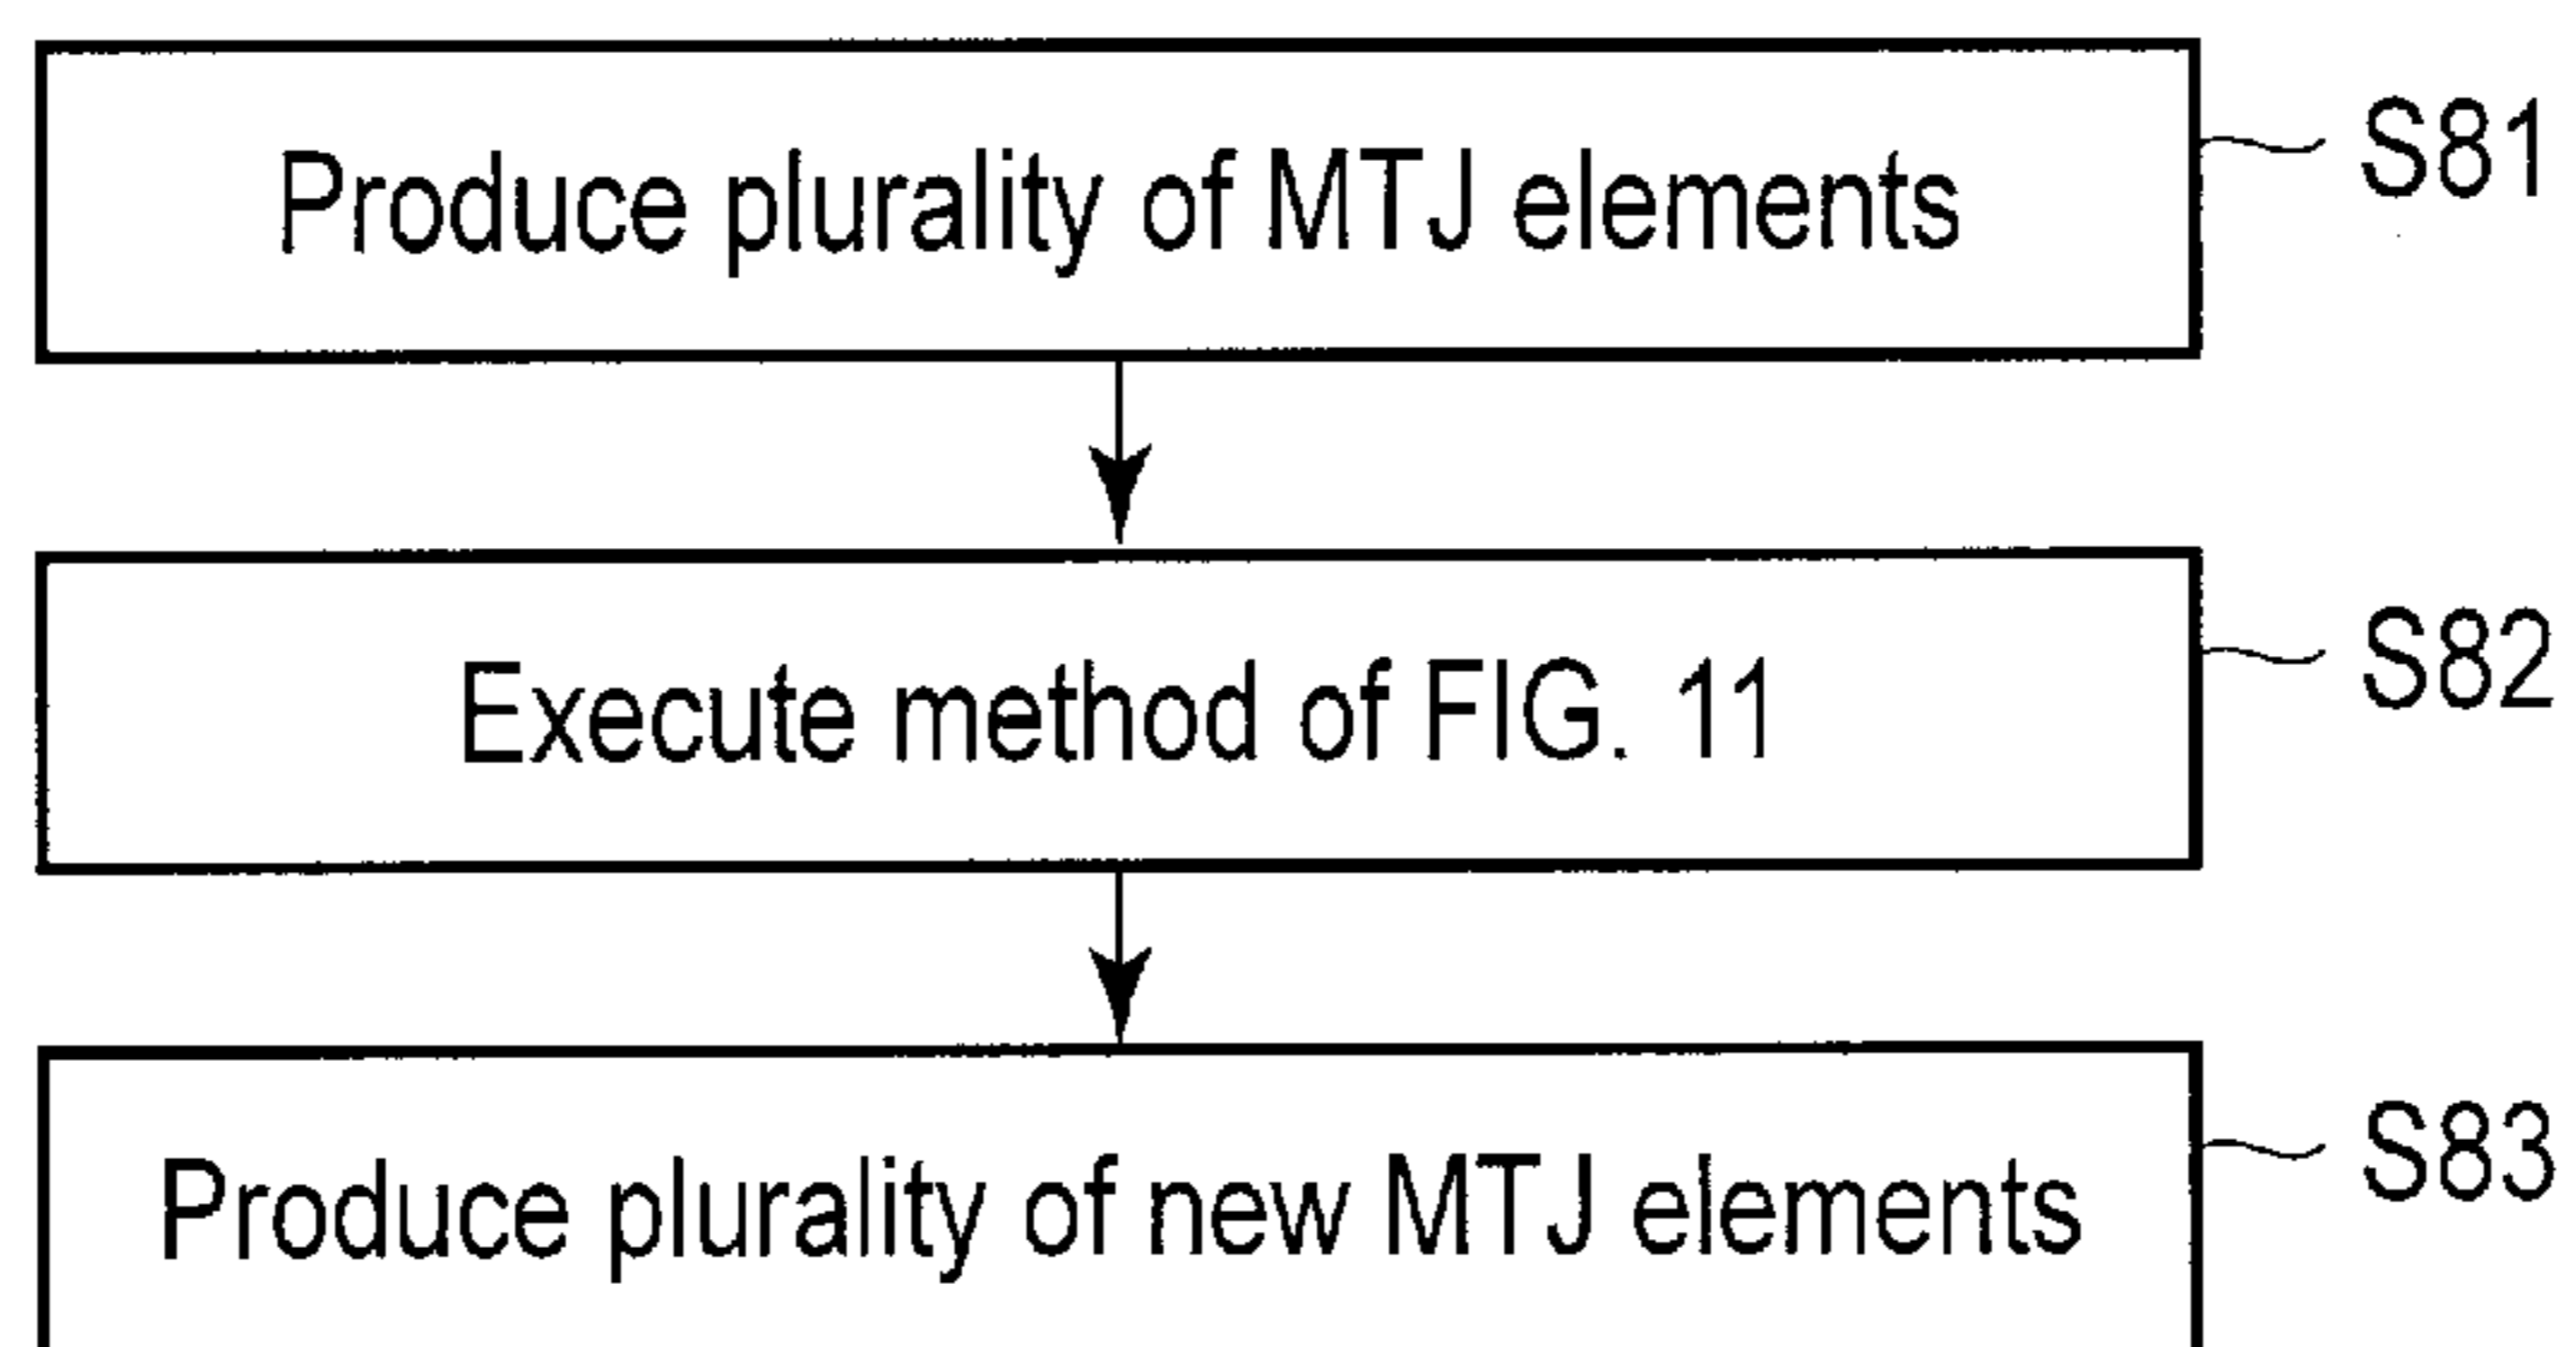 Produce plurality of MTJ elements
S81
Execute method of FIG. 11
S82
Produce plurality of new MTJ elements
S83